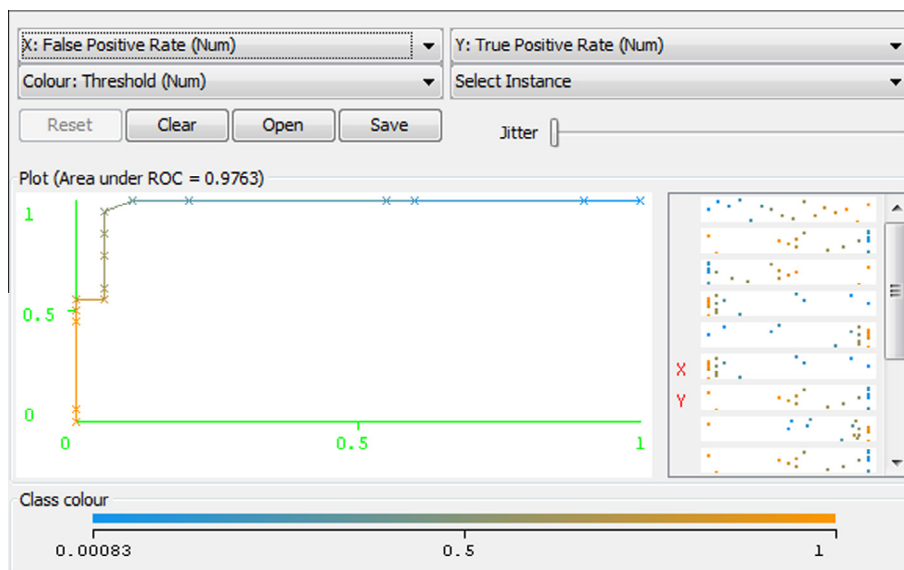 X: False Positive Rate (Num)
Y: True Positive Rate (Num)
Colour: Threshold (Num)
Select Instance
Reset
Clear
Open
Save
Jitter
Plot (Area under ROC = 0.9763)
1
0.5
0
0
0.5
1
X
Y
Class colour
0.00083
0.5
1